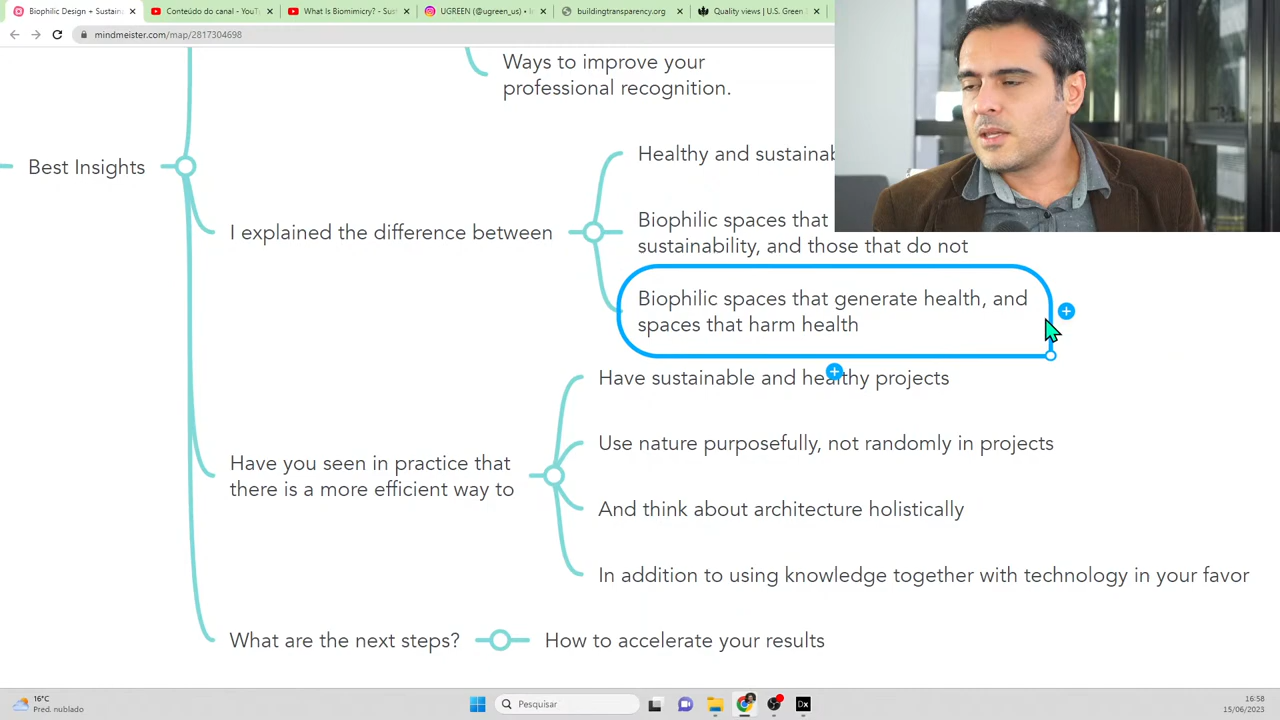 Biophilic Design + Sustain
Conteúdo do canal - YouT
What Is Biomimicry? - Sus
UGREEN (@ugreen_us) •
buildingtransparency.org
Quality views | U.S. Green
mindmeister.com/map/2817304698
Ways to improve your
professional recognition.
Best Insights
Healthy and sustainab
I explained the difference between
Biophilic spaces that
sustainability, and those that do not
Biophilic spaces that generate health, and
spaces that harm health
Have sustainable and healthy projects
Use nature purposefully, not randomly in projects
Have you seen in practice that
there is a more efficient way to
And think about architecture holistically
In addition to using knowledge together with technology in your favor
What are the next steps?
How to accelerate your results
16°C
Pred. nublado
Pesquisar
Dx
16:58
15/06/2023